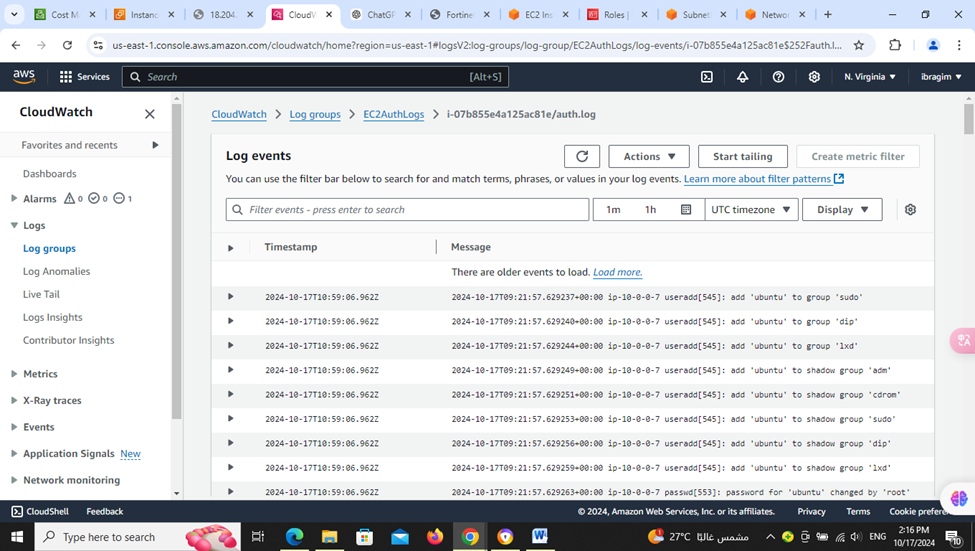 Cost M
Instanc
18.204.
CloudW
ChatGP
Fortinet
EC2 Ins
Roles |
Subnet
Netwo
us-east-1.console.aws.amazon.com/cloudwatch/home?region=us-east-1#logsV2:log-groups/log-group/EC2AuthLogs/log-events/i-07b855e4a125ac81e$252Fauth.l...
aws Services Search [Alt+S] N. Virginia ibragim
CloudWatch
Favorites and recents
Dashboards
Alarms 0 0 1
Logs
Log groups
Log Anomalies
Live Tail
Logs Insights
Contributor Insights
Metrics
X-Ray traces
Events
Application Signals New
Network monitoring
CloudWatch > Log groups > EC2AuthLogs > i-07b855e4a125ac81e/auth.log
Log events
Actions Start tailing Create metric filter
You can use the filter bar below to search for and match terms, phrases, or values in your log events. Learn more about filter patterns
Filter events - press enter to search 1m 1h UTC timezone Display
Timestamp Message
There are older events to load. Load more.
2024-10-17T10:59:06.962Z 2024-10-17T09:21:57.629237+00:00 ip-10-0-0-7 useradd[545]: add 'ubuntu' to group 'sudo'
2024-10-17T10:59:06.962Z 2024-10-17T09:21:57.629240+00:00 ip-10-0-0-7 useradd[545]: add 'ubuntu' to group 'dip'
2024-10-17T10:59:06.962Z 2024-10-17T09:21:57.629244+00:00 ip-10-0-0-7 useradd[545]: add 'ubuntu' to group 'lxd'
2024-10-17T10:59:06.962Z 2024-10-17T09:21:57.629249+00:00 ip-10-0-0-7 useradd[545]: add 'ubuntu' to shadow group 'adm'
2024-10-17T10:59:06.962Z 2024-10-17T09:21:57.629251+00:00 ip-10-0-0-7 useradd[545]: add 'ubuntu' to shadow group 'cdrom'
2024-10-17T10:59:06.962Z 2024-10-17T09:21:57.629253+00:00 ip-10-0-0-7 useradd[545]: add 'ubuntu' to shadow group 'sudo'
2024-10-17T10:59:06.962Z 2024-10-17T09:21:57.629256+00:00 ip-10-0-0-7 useradd[545]: add 'ubuntu' to shadow group 'dip'
2024-10-17T10:59:06.962Z 2024-10-17T09:21:57.629259+00:00 ip-10-0-0-7 useradd[545]: add 'ubuntu' to shadow group 'lxd'
2024-10-17T10:59:06.962Z 2024-10-17T09:21:57.629263+00:00 ip-10-0-0-7 passwd[553]: password for 'ubuntu' changed by 'root'
CloudShell Feedback © 2024, Amazon Web Services, Inc. or its affiliates. Privacy Terms Cookie prefer
Type here to search 27°C مشمس غالبًا ENG 2:16 PM
10/17/2024 10